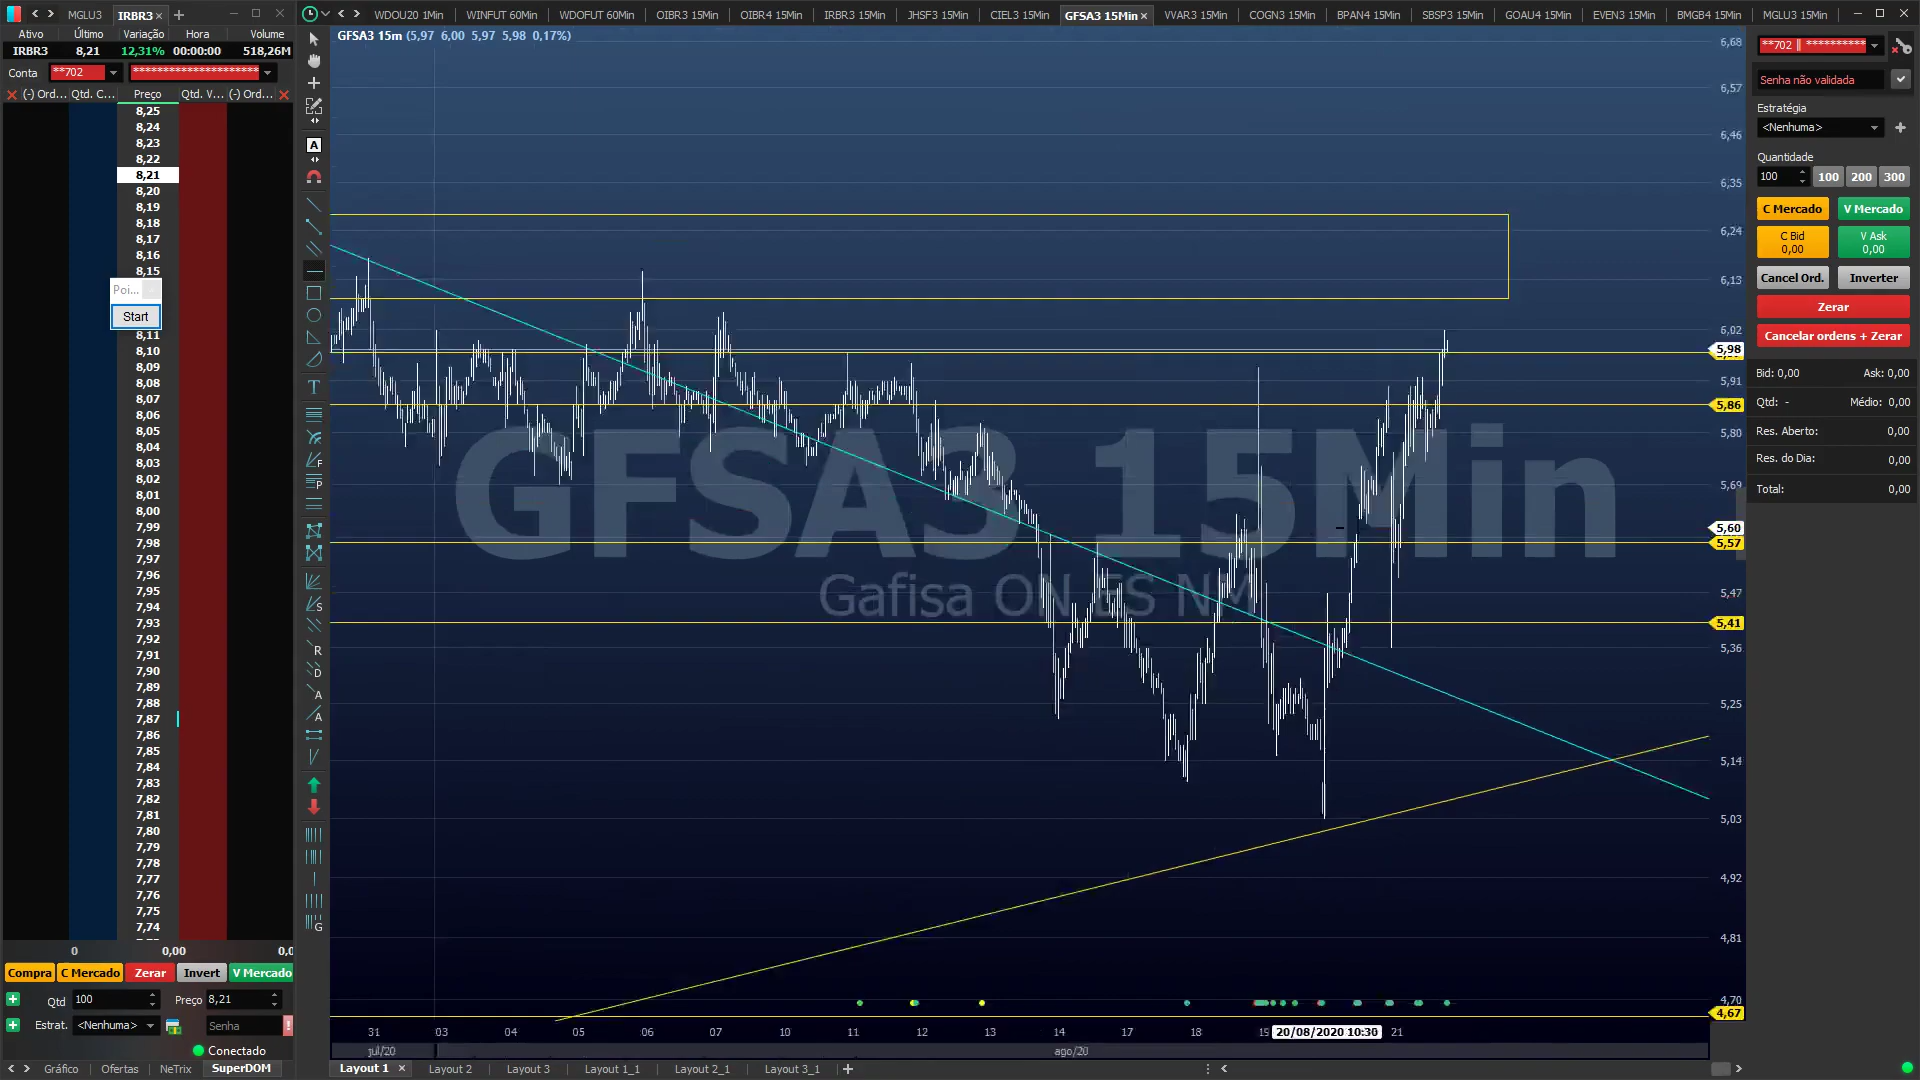 MGLU3 IRBR3
WDOU20 1Min WINFUT 60Min WDOFUT 60Min OIBR3 15Min OIBR4 15Min IRBR3 15Min JHSF3 15Min CIEL3 15Min GFSA3 15Min VVAR3 15Min COGN3 15Min BPAN4 15Min SBSP3 15Min GOAU4 15Min EVEN3 15Min BMGB4 15Min MGLU3 15Min
Ativo Último Variação Hora Volume
IRBR3 8,21 12,31% 00:00:00 518,26M
Conta **702 *********************
(-) Ord... Qtd. C... Preço Qtd. V... (-) Ord...
8,25
8,24
8,23
8,22
8,21
8,20
8,19
8,18
8,17
8,16
8,15
Poi...
Start
8,11
8,10
8,09
8,08
8,07
8,06
8,05
8,04
8,03
8,02
8,01
8,00
7,99
7,98
7,97
7,96
7,95
7,94
7,93
7,92
7,91
7,90
7,89
7,88
7,87
7,86
7,85
7,84
7,83
7,82
7,81
7,80
7,79
7,78
7,77
7,76
7,75
7,74
0 0,00 0,0
Compra C Mercado Zerar Invert V Mercado
Qtd 100 Preço 8,21
Estrat. <Nenhuma> Senha !
Conectado
Gráfico Ofertas NeTrix SuperDOM
GFSA3 15m (5,97 6,00 5,97 5,98 0,17%)
GFSA3 15Min
Gafisa ON ES NM
6,68
6,57
6,46
6,35
6,24
6,13
6,02
5,98
5,91
5,86
5,80
5,69
5,60
5,57
5,47
5,41
5,36
5,25
5,14
5,03
4,92
4,81
4,70
4,67
31 03 04 05 06 07 10 11 12 13 14 17 18 19 20/08/2020 10:30 21
jul/20 ago/20
Layout 1 Layout 2 Layout 3 Layout 1_1 Layout 2_1 Layout 3_1
**702 || **********
Senha não validada
Estratégia
<Nenhuma>
Quantidade
100 100 200 300
C Mercado V Mercado
C Bid V Ask
0,00 0,00
Cancel Ord. Inverter
Zerar
Cancelar ordens + Zerar
Bid: 0,00 Ask: 0,00
Qtd: - Médio: 0,00
Res. Aberto: 0,00
Res. do Dia: 0,00
Total: 0,00
A
T
F
P
S
R
D
A
A
G